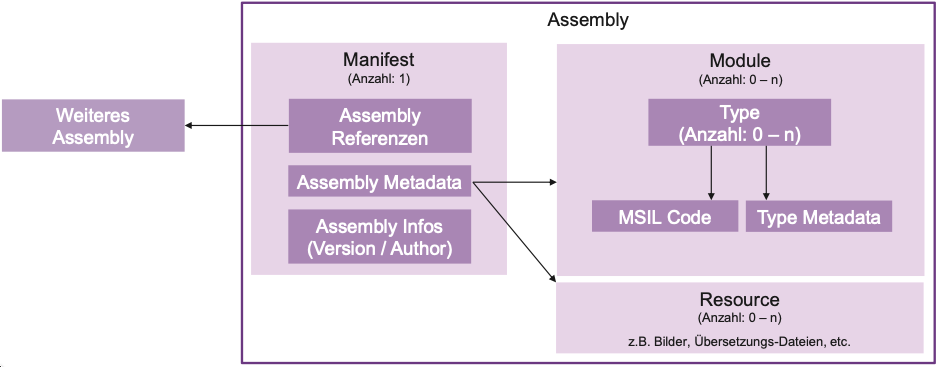 Assembly
Weiteres
Assembly
Manifest
(Anzahl: 1)
Assembly
Referenzen
Assembly Metadata
Assembly Infos
(Version / Author)
Module
(Anzahl: 0 – n)
Type
(Anzahl: 0 – n)
MSIL Code
Type Metadata
Resource
(Anzahl: 0 – n)
z.B. Bilder, Übersetzungs-Dateien, etc.